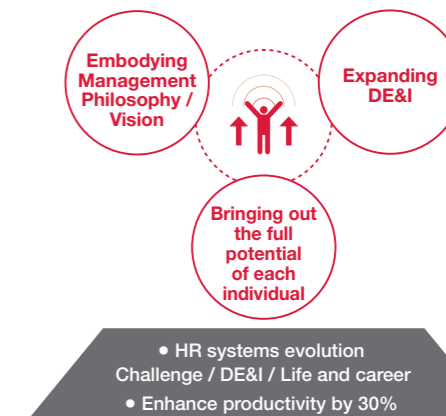 Embodying
Management
Philosophy /
Vision
Expanding
DE&I
Bringing out
the full
potential
of each
individual
● HR systems evolution
Challenge / DE&I / Life and career
● Enhance productivity by 30%